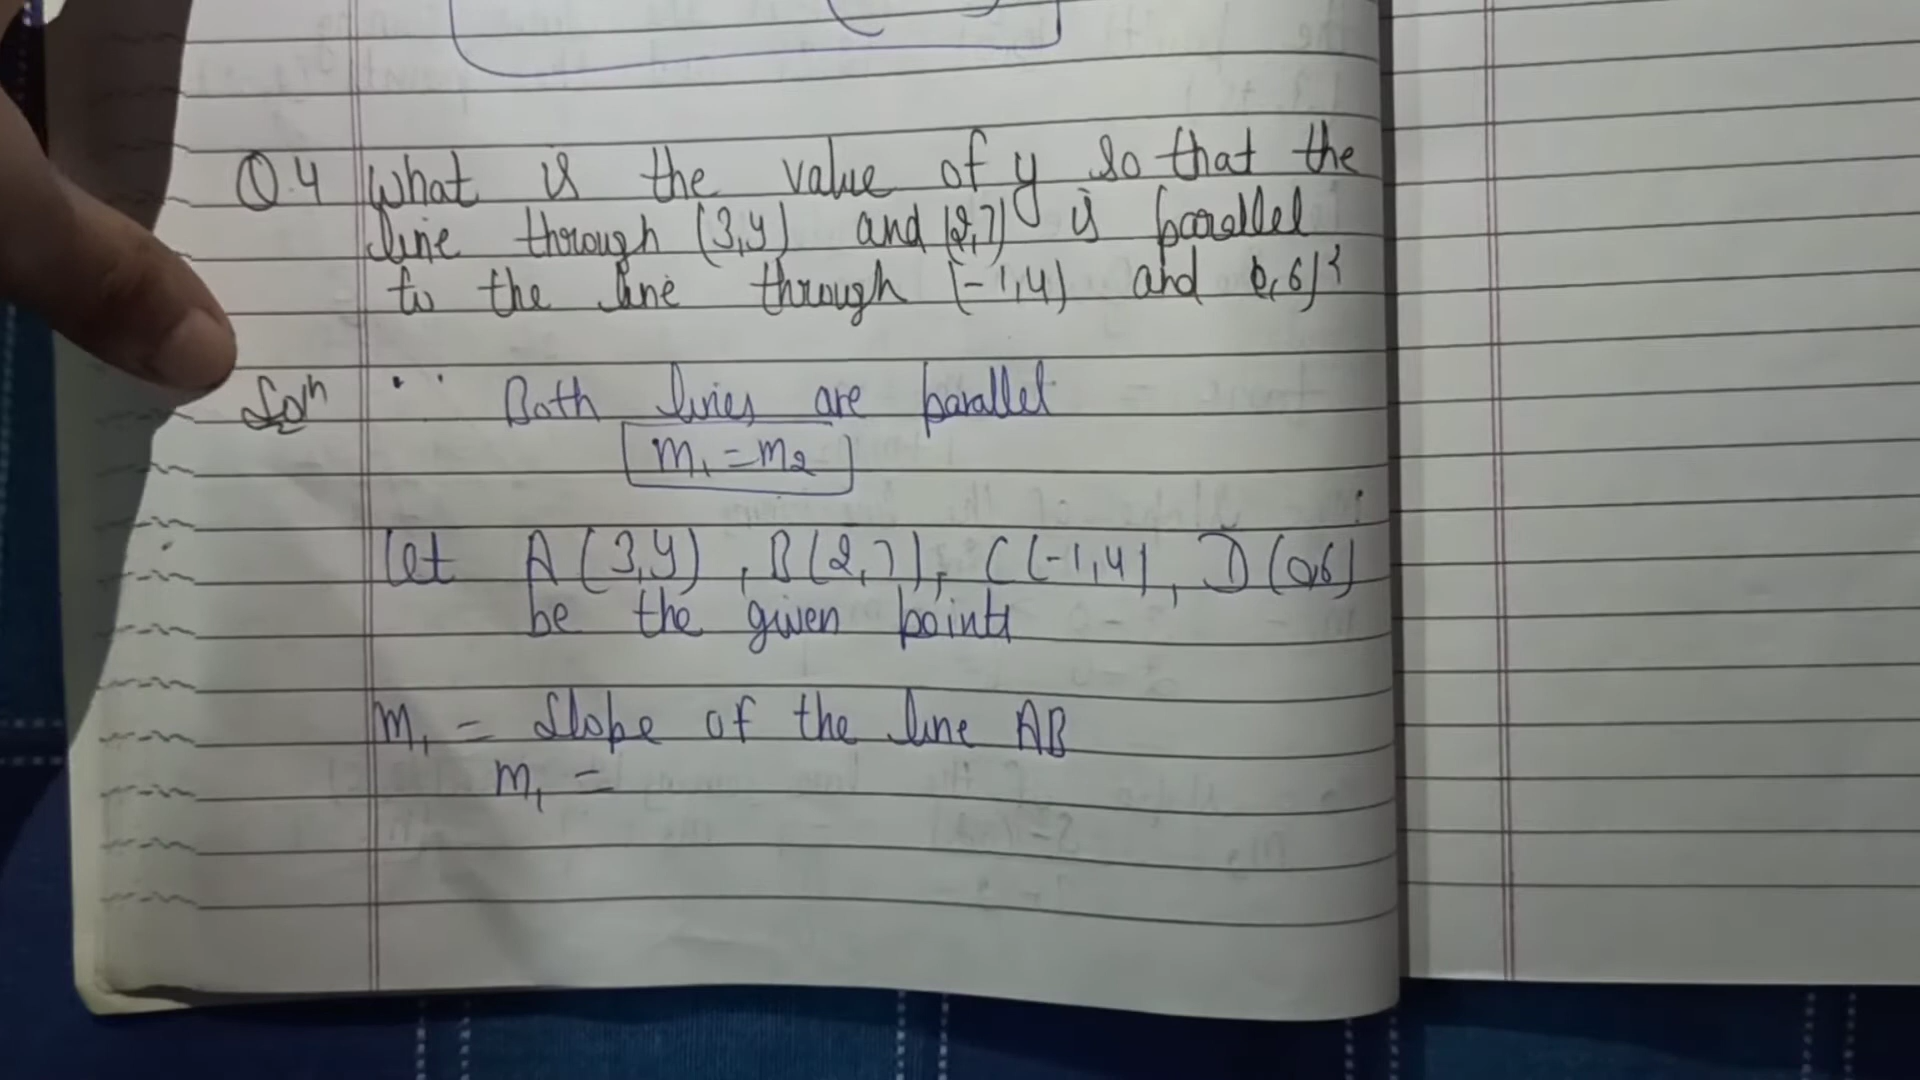 Q.4 What is the value of y so that the
line through (3,y) and (2,7) is parallel
to the line through (-1,4) and (0,6)?
Soln ∵ Both lines are parallel
m₁ = m₂
Let A (3,y), B(2,7), C(-1,4), D(0,6)
be the given points
m₁ = Slope of the line AB
m₁ =